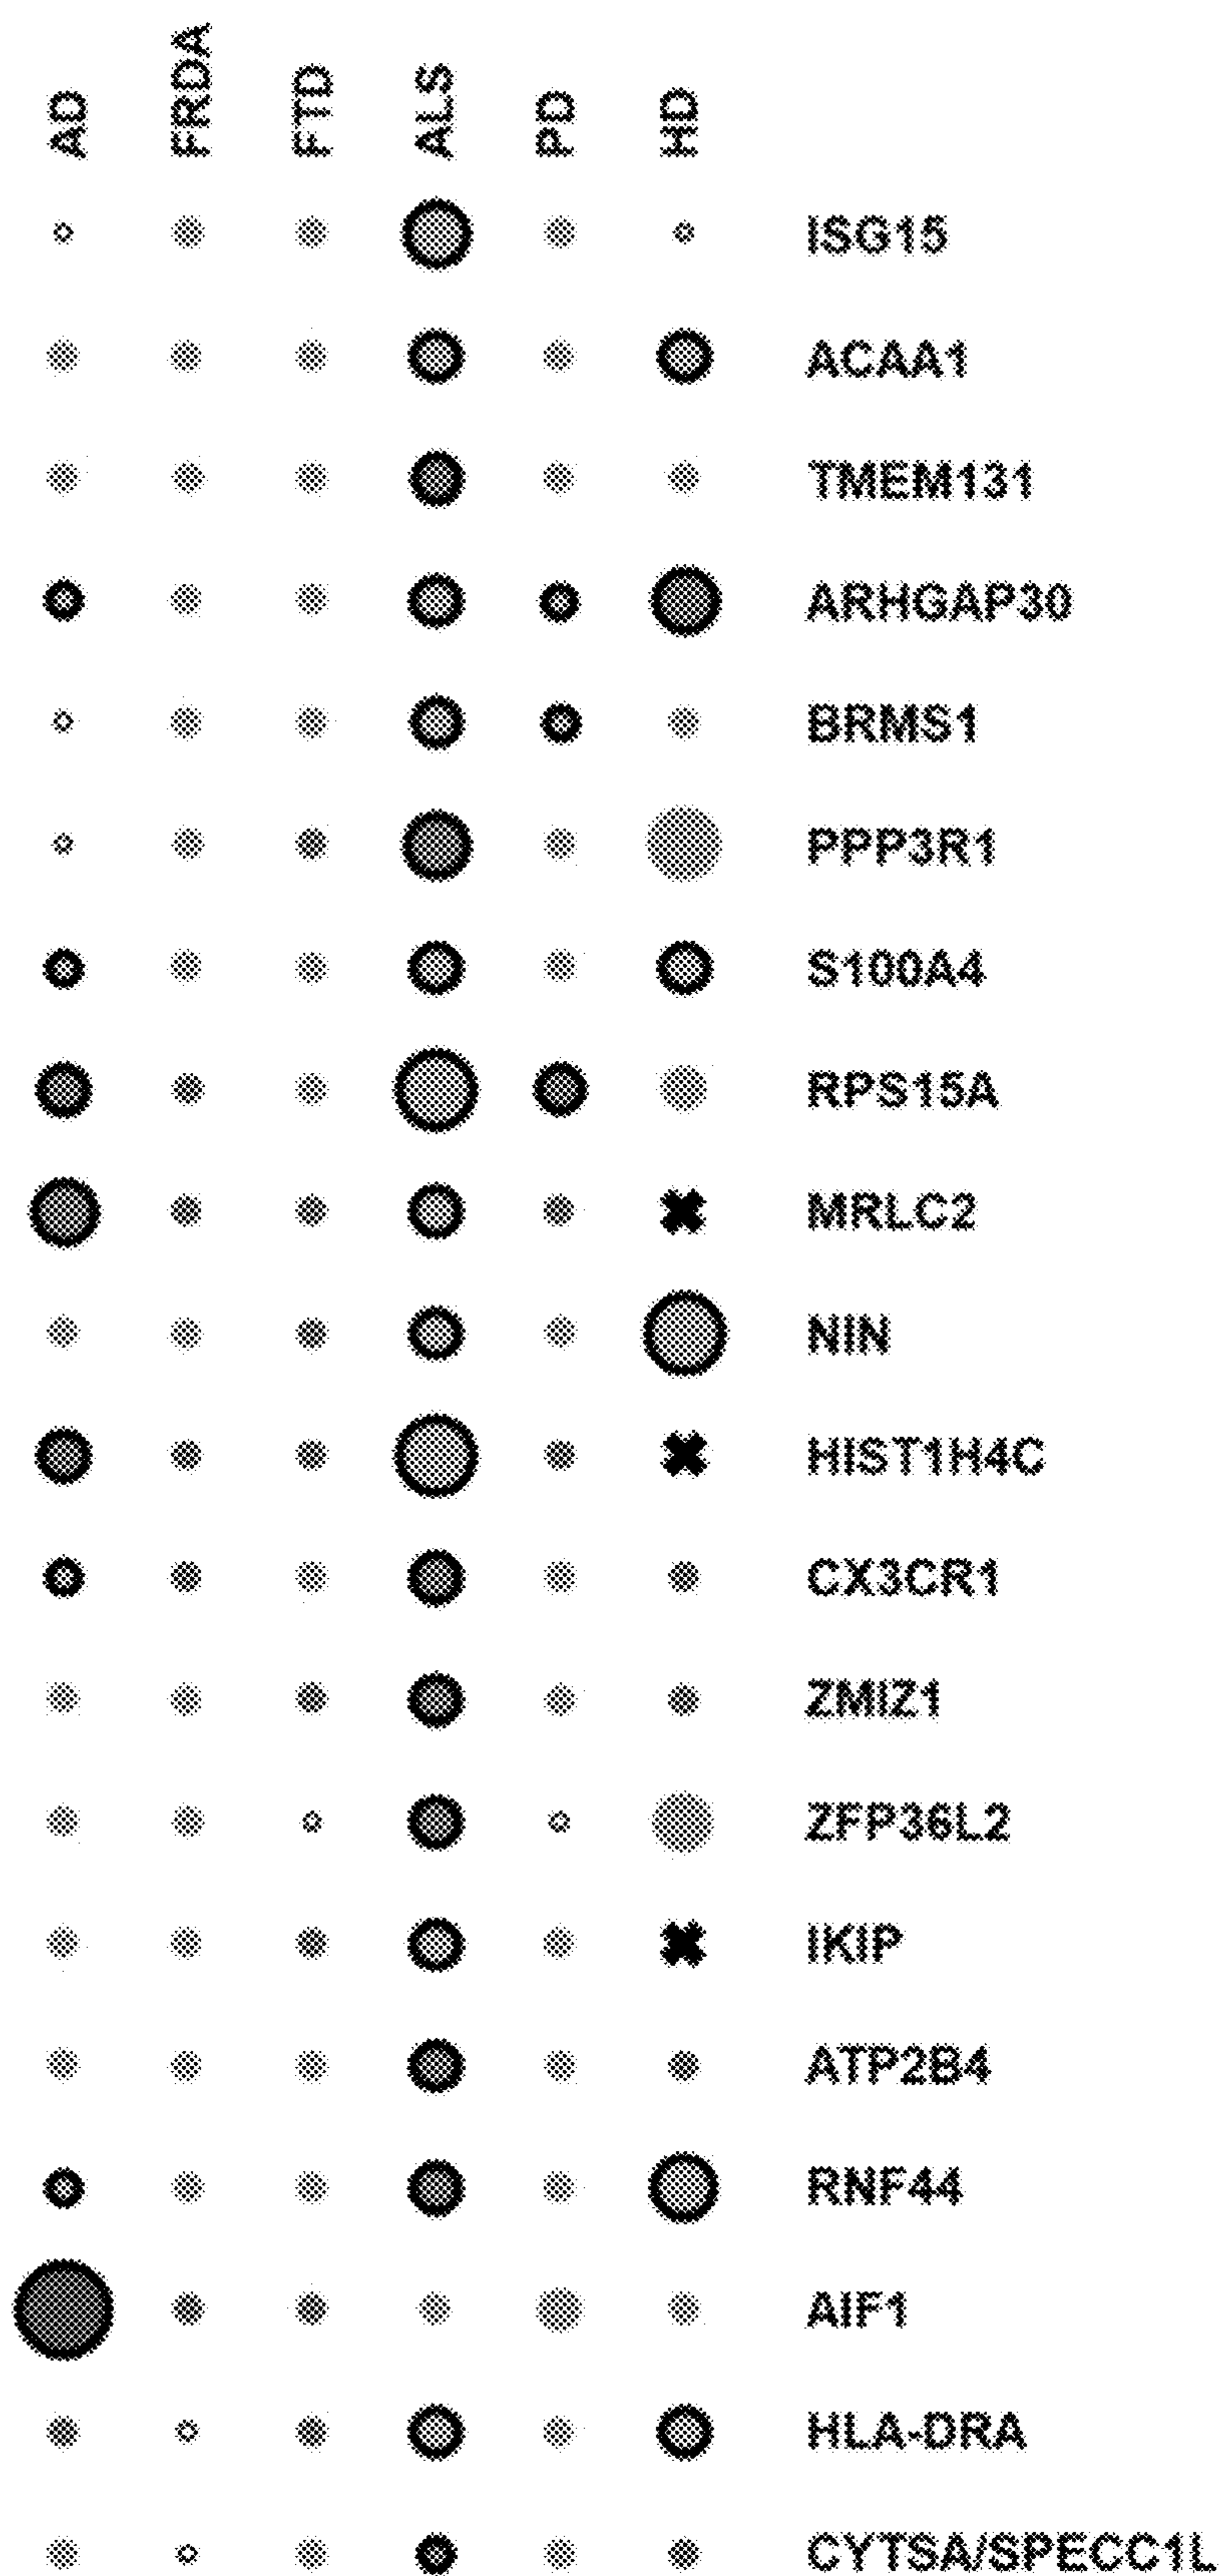 AD FRDA FTD ALS PD HD
ISG15
ACAA1
TMEM131
ARHGAP30
BRMS1
PPP3R1
S100A4
RPS15A
MRLC2
NIN
HIST1H4C
CX3CR1
ZMIZ1
ZFP36L2
IKIP
ATP2B4
RNF44
AIF1
HLA-DRA
CYTSA/SPECC1L